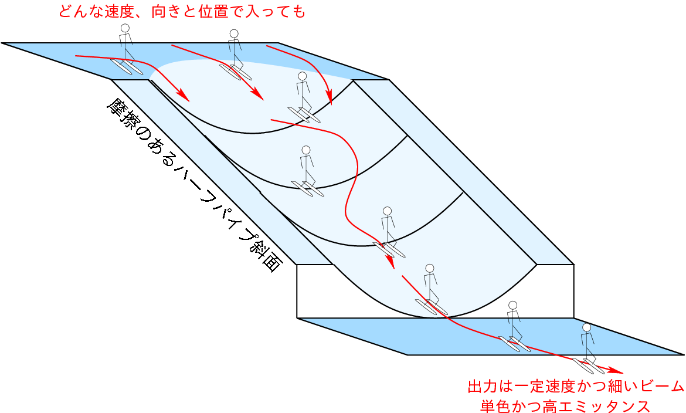 どんな速度、向きと位置で入っても
摩擦のあるハーフパイプ斜面
出力は一定速度かつ細いビーム
単色かつ高エミッタンス